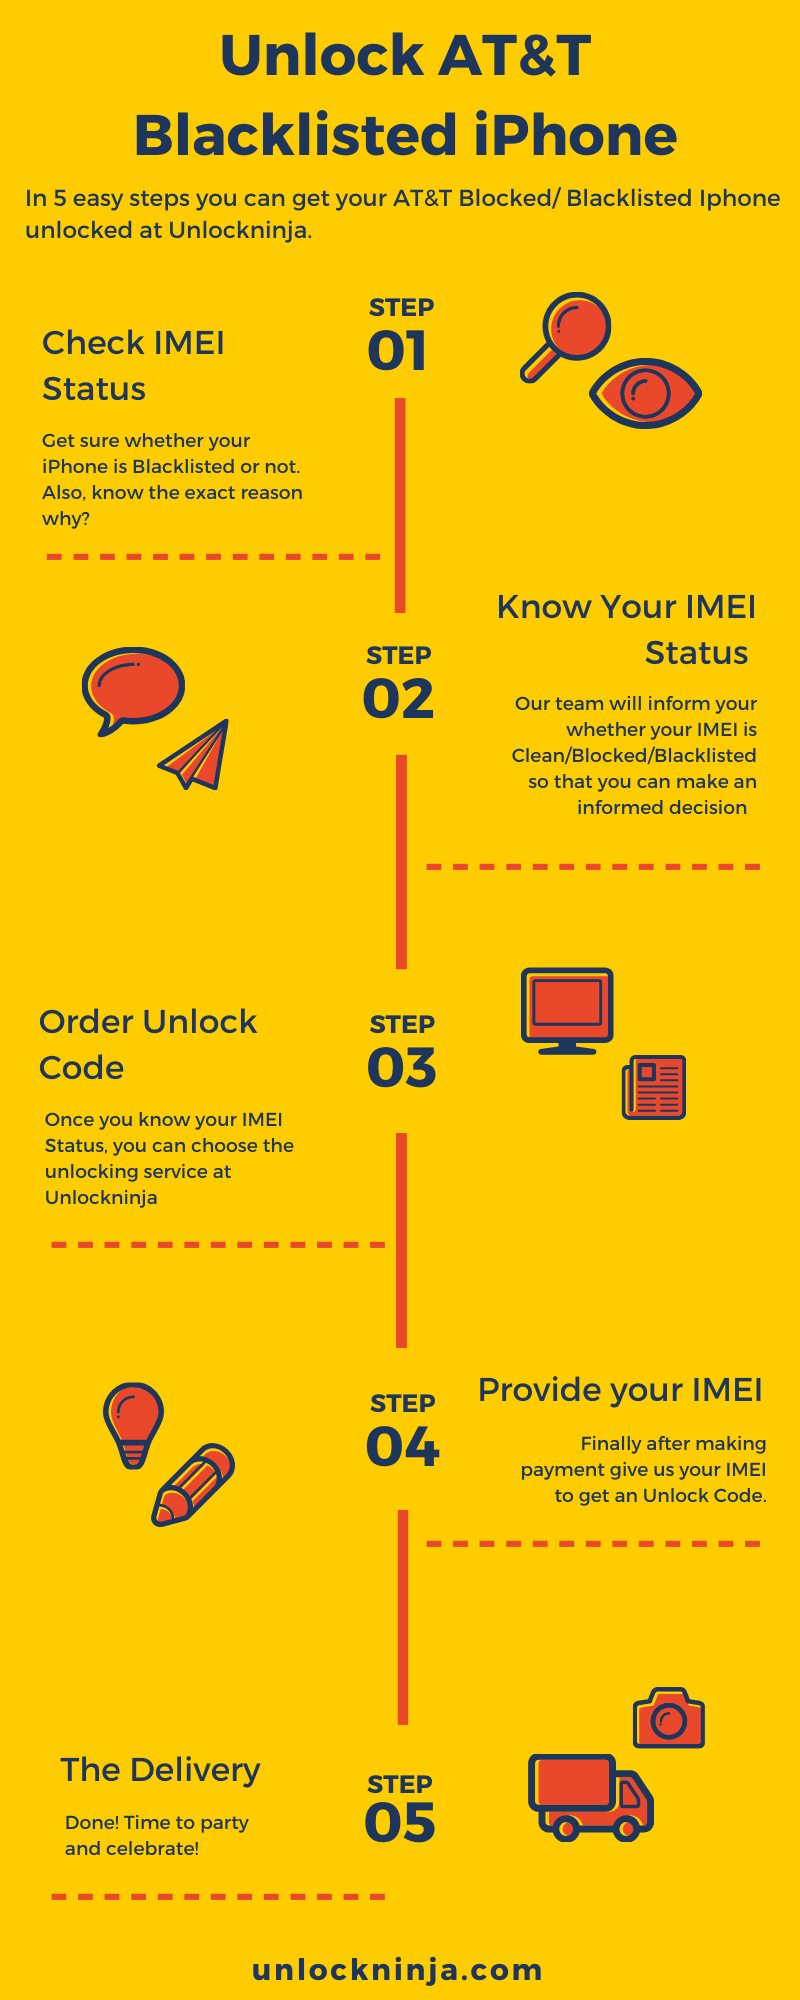 Unlock AT&T
Blacklisted iPhone
In 5 easy steps you can get your AT&T Blocked/ Blacklisted Iphone
unlocked at Unlockninja.
STEP
01
Check IMEI
Status
Get sure whether your
iPhone is Blacklisted or not.
Also, know the exact reason
why?
STEP
02
Know Your IMEI
Status
Our team will inform your
whether your IMEI is
Clean/Blocked/Blacklisted
so that you can make an
informed decision
STEP
03
Order Unlock
Code
Once you know your IMEI
Status, you can choose the
unlocking service at
Unlockninja
STEP
04
Provide your IMEI
Finally after making
payment give us your IMEI
to get an Unlock Code.
STEP
05
The Delivery
Done! Time to party
and celebrate!
unlockninja.com